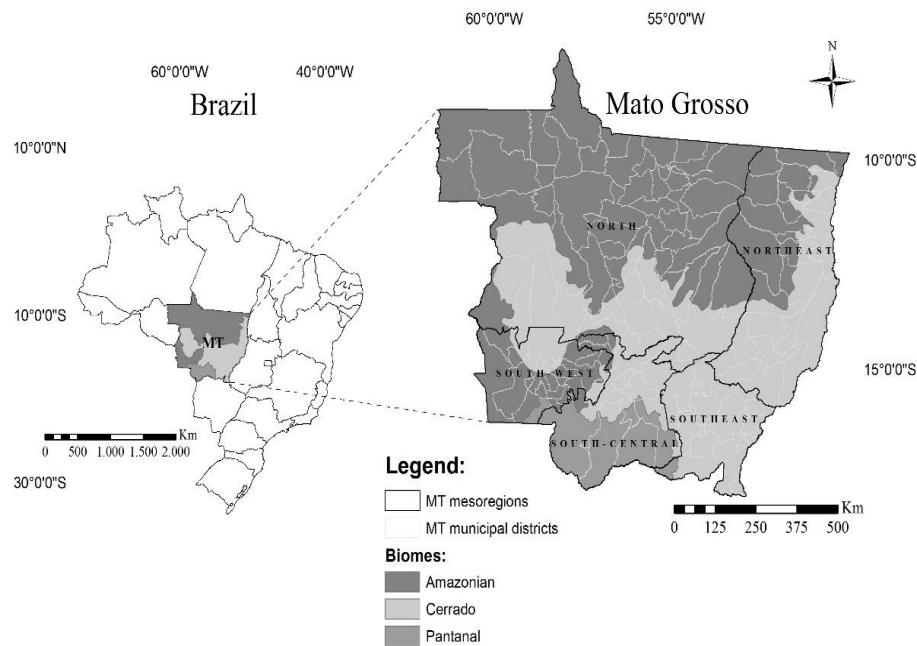 60°0'0"W 55°0'0"W
60°0'0"W 40°0'0"W
N
Brazil Mato Grosso
10°0'0"N
10°0'0"S
NORTH
NORTHEAST
10°0'0"S
MT
15°0'0"S
SOUTH-WEST
SOUTHEAST
SOUTH-CENTRAL
Km
0 500 1.000 1.500 2.000
30°0'0"S
Legend:
MT mesoregions
MT municipal districts
Biomes:
Amazonian
Cerrado
Pantanal
Km
0 125 250 375 500